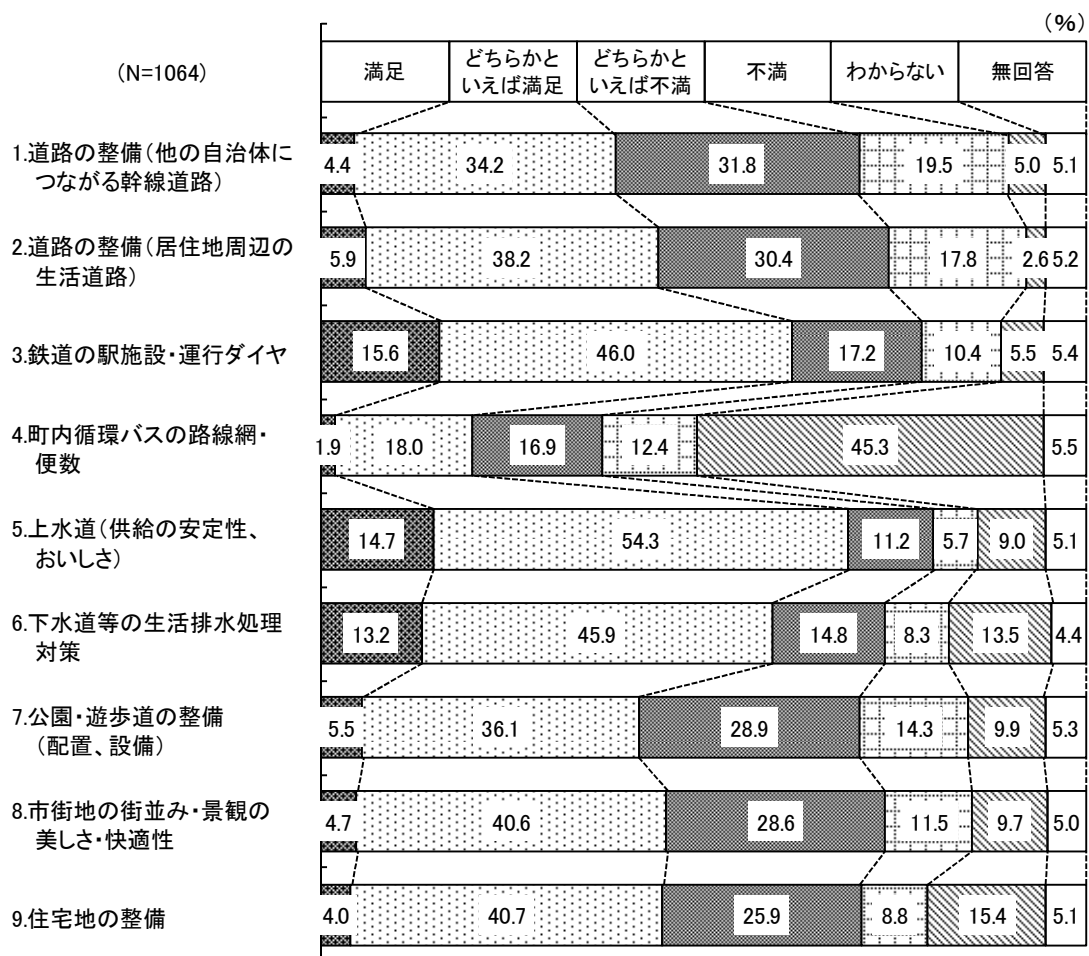 (%)
(N=1064)
満足
どちらかと
いえば満足
どちらかと
いえば不満
不満
わからない
無回答
1.道路の整備(他の自治体に
つながる幹線道路)
4.4 34.2 31.8 19.5 5.0 5.1
2.道路の整備(居住地周辺の
生活道路)
5.9 38.2 30.4 17.8 2.6 5.2
3.鉄道の駅施設・運行ダイヤ
15.6 46.0 17.2 10.4 5.5 5.4
4.町内循環バスの路線網・
便数
1.9 18.0 16.9 12.4 45.3 5.5
5.上水道(供給の安定性、
おいしさ)
14.7 54.3 11.2 5.7 9.0 5.1
6.下水道等の生活排水処理
対策
13.2 45.9 14.8 8.3 13.5 4.4
7.公園・遊歩道の整備
(配置、設備)
5.5 36.1 28.9 14.3 9.9 5.3
8.市街地の街並み・景観の
美しさ・快適性
4.7 40.6 28.6 11.5 9.7 5.0
9.住宅地の整備
4.0 40.7 25.9 8.8 15.4 5.1